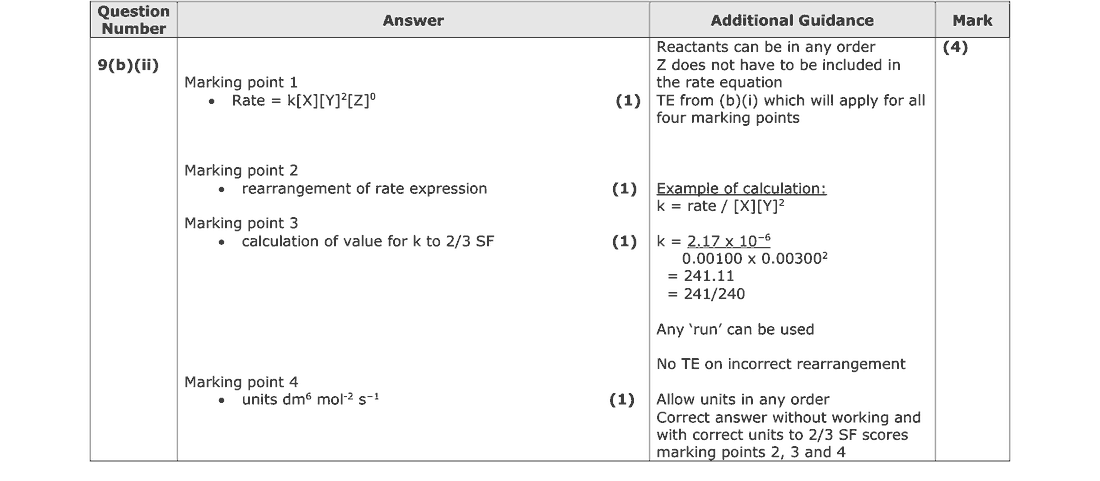 Question Number Answer Additional Guidance Mark
9(b)(ii)
Marking point 1
• Rate = k[X][Y]²[Z]⁰ (1)
Marking point 2
• rearrangement of rate expression (1)
Marking point 3
• calculation of value for k to 2/3 SF (1)
Marking point 4
• units dm⁶ mol⁻² s⁻¹ (1)
Reactants can be in any order
Z does not have to be included in
the rate equation
TE from (b)(i) which will apply for all
four marking points
Example of calculation:
k = rate / [X][Y]²
k = 2.17 x 10⁻⁶
0.00100 x 0.00300²
= 241.11
= 241/240
Any ‘run’ can be used
No TE on incorrect rearrangement
Allow units in any order
Correct answer without working and
with correct units to 2/3 SF scores
marking points 2, 3 and 4
(4)